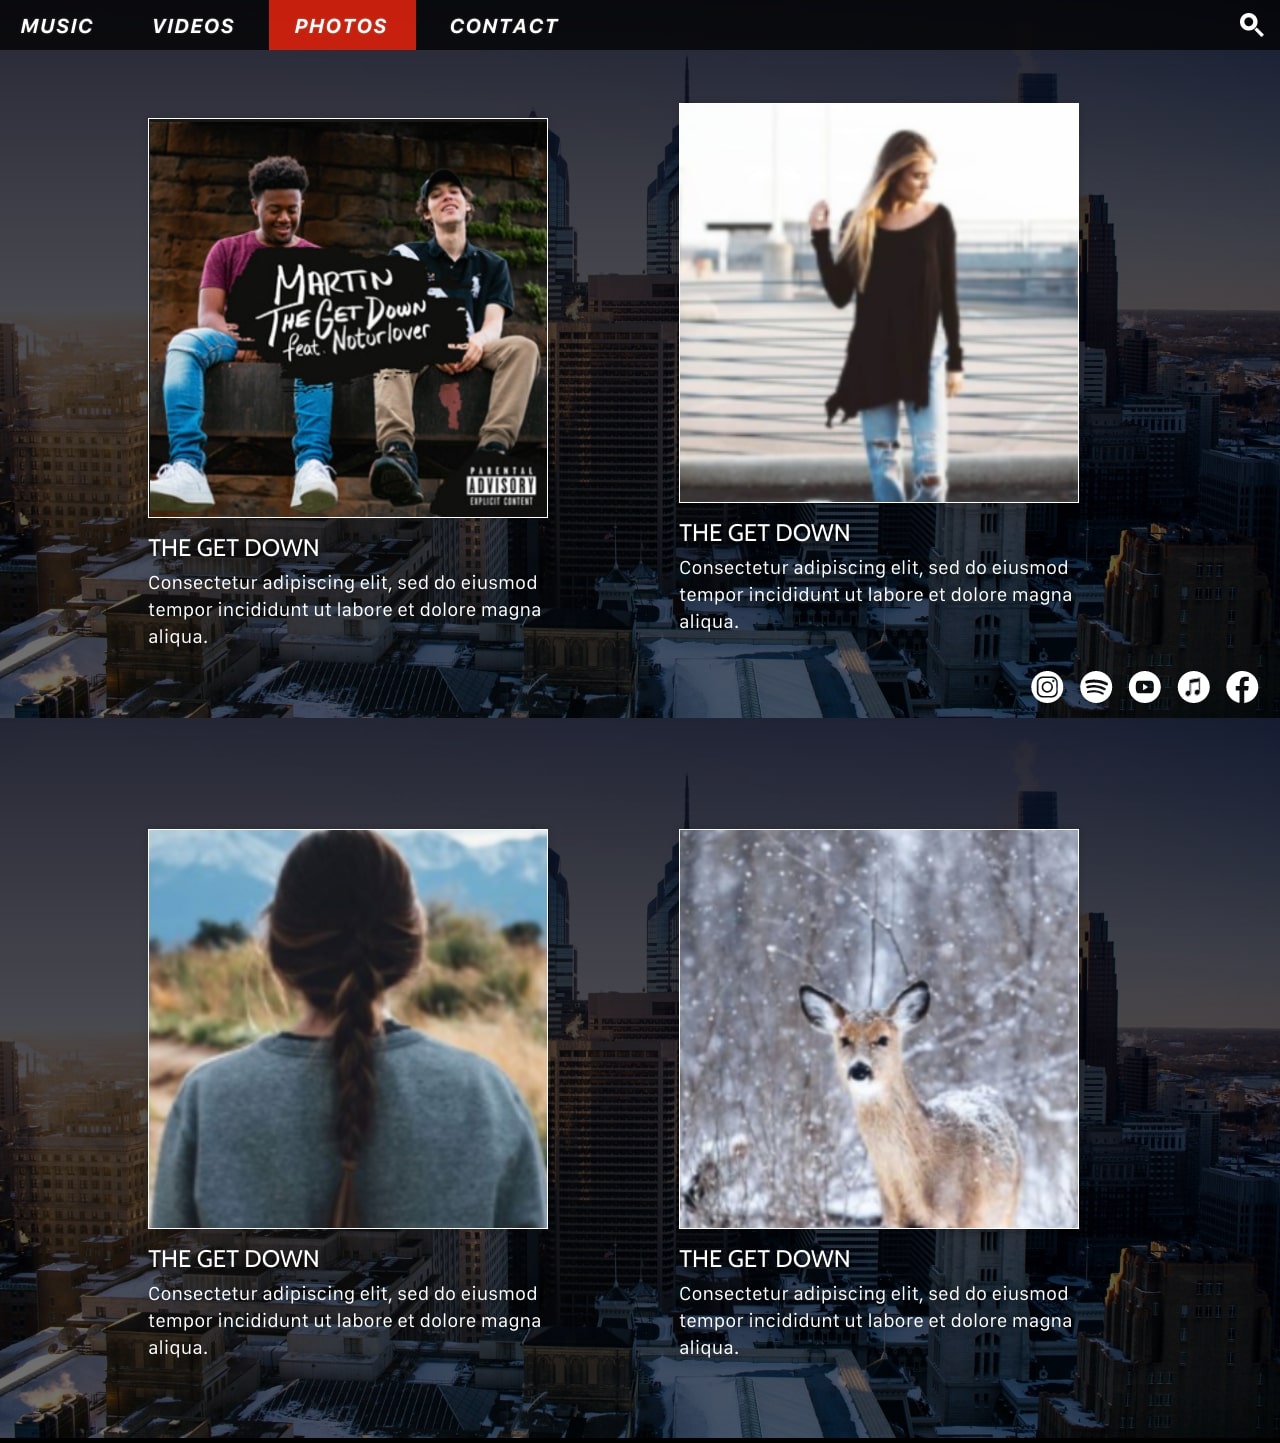 MUSIC VIDEOS PHOTOS CONTACT
MARTIN
THE GET DOWN
feat. Noturlover
PARENTAL
ADVISORY
EXPLICIT CONTENT
THE GET DOWN
Consectetur adipiscing elit, sed do eiusmod
tempor incididunt ut labore et dolore magna
aliqua.
THE GET DOWN
Consectetur adipiscing elit, sed do eiusmod
tempor incididunt ut labore et dolore magna
aliqua.
THE GET DOWN
Consectetur adipiscing elit, sed do eiusmod
tempor incididunt ut labore et dolore magna
aliqua.
THE GET DOWN
Consectetur adipiscing elit, sed do eiusmod
tempor incididunt ut labore et dolore magna
aliqua.